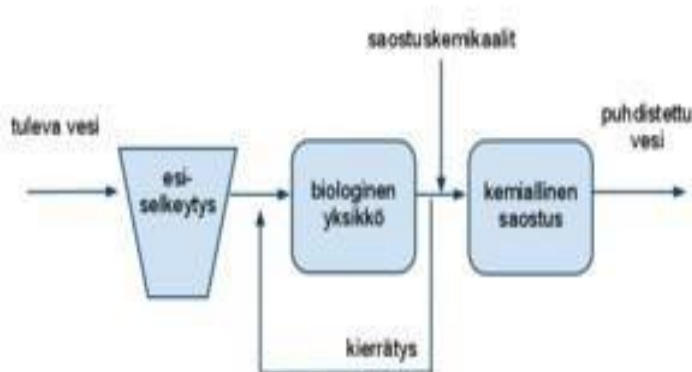 saostuskemikaalit
tuleva vesi
puhdistettu
vesi
esi-
selkeytys
biologinen
yksikkö
kemiallinen
saostus
kierrätys